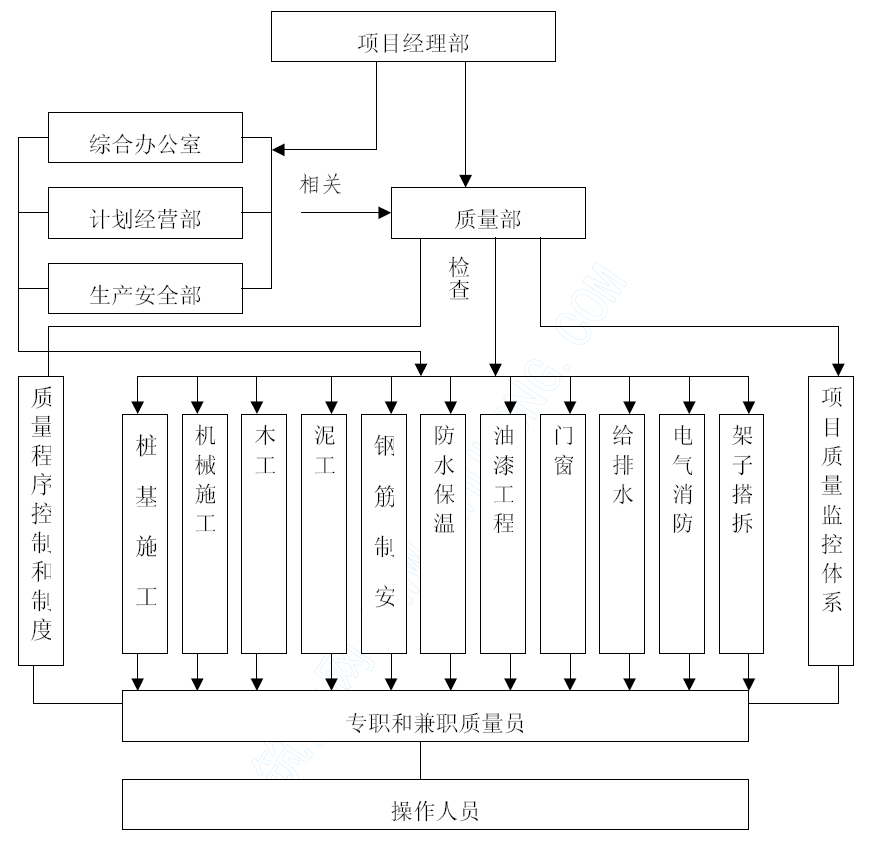 项目经理部
综合办公室
相关
计划经营部
质量部
检查
生产安全部
质量程序控制和制度
桩基施工
机械施工
木工
泥工
钢筋制安
防水保温
油漆工程
门窗
给排水
电气消防
架子搭拆
项目质量监控体系
专职和兼职质量员
操作人员